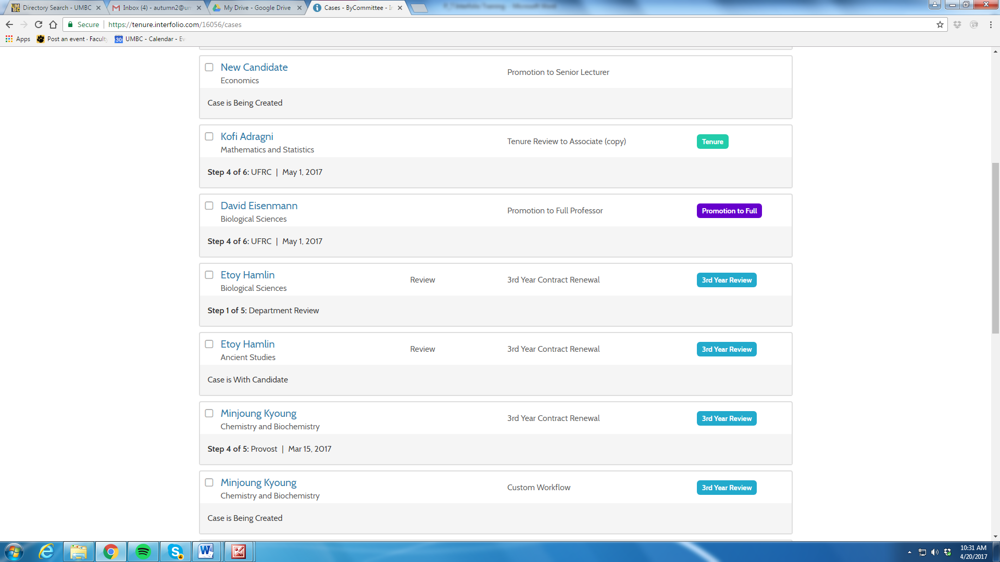 Directory Search - UMBC
Inbox (4) - autumn2@um
My Drive - Google Drive
Cases - ByCommittee - In
Secure
https://tenure.interfolio.com/16056/cases
Apps
Post an event · Faculty
30
UMBC - Calendar - Eve
New Candidate
Promotion to Senior Lecturer
Economics
Case is Being Created
Kofi Adragni
Tenure Review to Associate (copy)
Tenure
Mathematics and Statistics
Step 4 of 6: UFRC | May 1, 2017
David Eisenmann
Promotion to Full Professor
Promotion to Full
Biological Sciences
Step 4 of 6: UFRC | May 1, 2017
Etoy Hamlin
Review
3rd Year Contract Renewal
3rd Year Review
Biological Sciences
Step 1 of 5: Department Review
Etoy Hamlin
Review
3rd Year Contract Renewal
3rd Year Review
Ancient Studies
Case is With Candidate
Minjoung Kyoung
3rd Year Contract Renewal
3rd Year Review
Chemistry and Biochemistry
Step 4 of 5: Provost | Mar 15, 2017
Minjoung Kyoung
Custom Workflow
3rd Year Review
Chemistry and Biochemistry
Case is Being Created
4
10:31 AM
4/20/2017